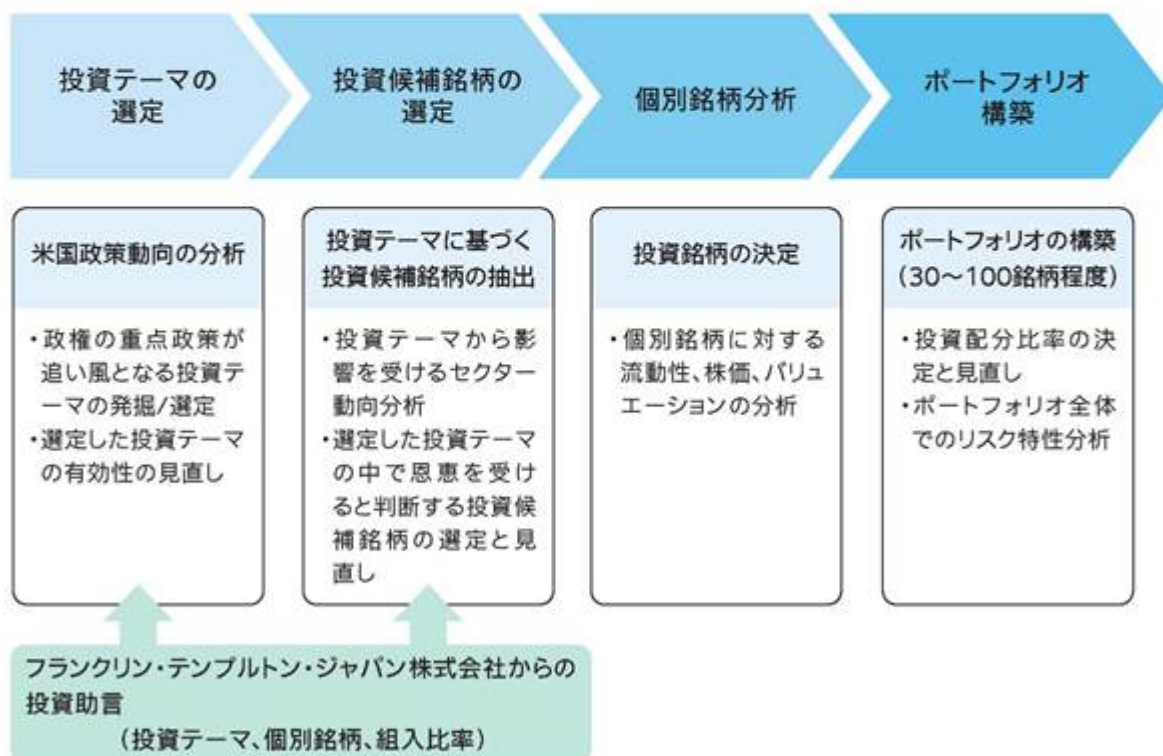 投資テーマの
選定
投資候補銘柄の
選定
個別銘柄分析
ポートフォリオ
構築
米国政策動向の分析
・政権の重点政策が
追い風となる投資テ
ーマの発掘/選定
・選定した投資テーマ
の有効性の見直し
投資テーマに基づく
投資候補銘柄の抽出
・投資テーマから影
響を受けるセクター
動向分析
・選定した投資テーマ
の中で恩恵を受け
ると判断する投資候
補銘柄の選定と見
直し
投資銘柄の決定
・個別銘柄に対する
流動性、株価、バリュ
エーションの分析
ポートフォリオの構築
(30〜100銘柄程度)
・投資配分比率の決
定と見直し
・ポートフォリオ全体
でのリスク特性分析
フランクリン・テンプルトン・ジャパン株式会社からの
投資助言
(投資テーマ、個別銘柄、組入比率)